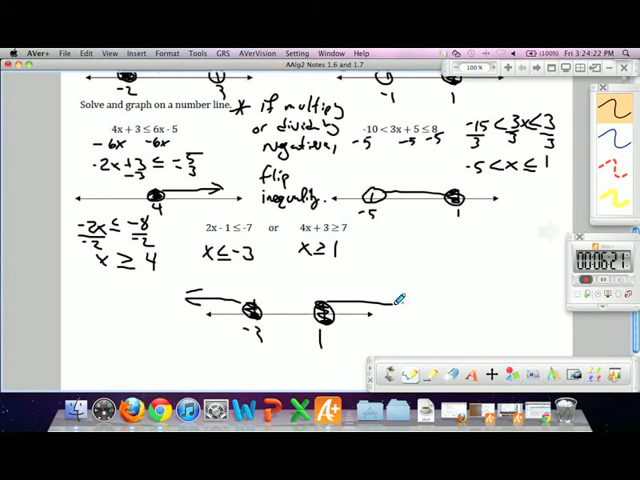 AVer+ File Edit View Insert Format Tools GRS AVerVision Settings Window Help
(100%) Fri 3:24:22 PM
AAlg2 Notes 1.6 and 1.7
100 %
-2 3 -1 1
Solve and graph on a number line.
* if multiply
or dividing
negative,
flip
inequality.
4x + 3 ≤ 6x - 5
-6x -6x
-2x + 3 ≤ -5
-3 -3
4
-2x ≤ -8
-2 -2
x ≥ 4
-10 < 3x + 5 ≤ 8
-5 -5 -5
-15 < 3x ≤ 3
3 3 3
-5 < x ≤ 1
-5 1
2x - 1 ≤ -7 or 4x + 3 ≥ 7
x ≤ -3 x ≥ 1
-3 1
00:06:21